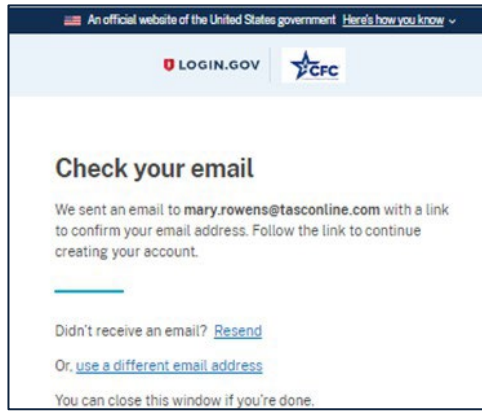 An official website of the United States government Here's how you know
LOGIN.GOV CFC
Check your email
We sent an email to mary.rowens@tasconline.com with a link
to confirm your email address. Follow the link to continue
creating your account.
Didn't receive an email? Resend
Or, use a different email address
You can close this window if you're done.